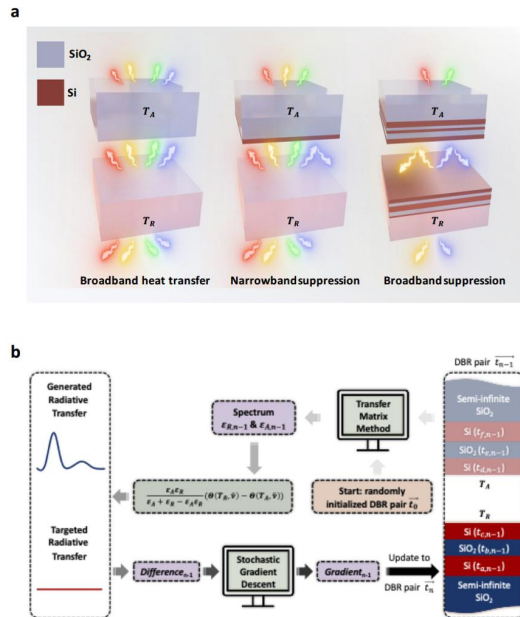 a
SiO₂
Si
T_A
T_A
T_A
T_R
T_R
T_R
Broadband heat transfer
Narrowband suppression
Broadband suppression
b
DBR pair t_{n-1}
Generated
Radiative
Transfer
Targeted
Radiative
Transfer
Spectrum
ε_{R,n-1} & ε_{A,n-1}
Transfer
Matrix
Method
ε_A ε_R / (ε_A + ε_R − ε_A ε_R) (Θ(T_R, ṽ) − Θ(T_A, ṽ))
Start: randomly
initialized DBR pair t₀
Difference_{n-1}
Stochastic
Gradient
Descent
Gradient_{n-1}
Update to
DBR pair t_n
Semi-infinite
SiO₂
Si (t_{f,n-1})
SiO₂ (t_{e,n-1})
Si (t_{d,n-1})
T_A
T_R
Si (t_{c,n-1})
SiO₂ (t_{b,n-1})
Si (t_{a,n-1})
Semi-infinite
SiO₂